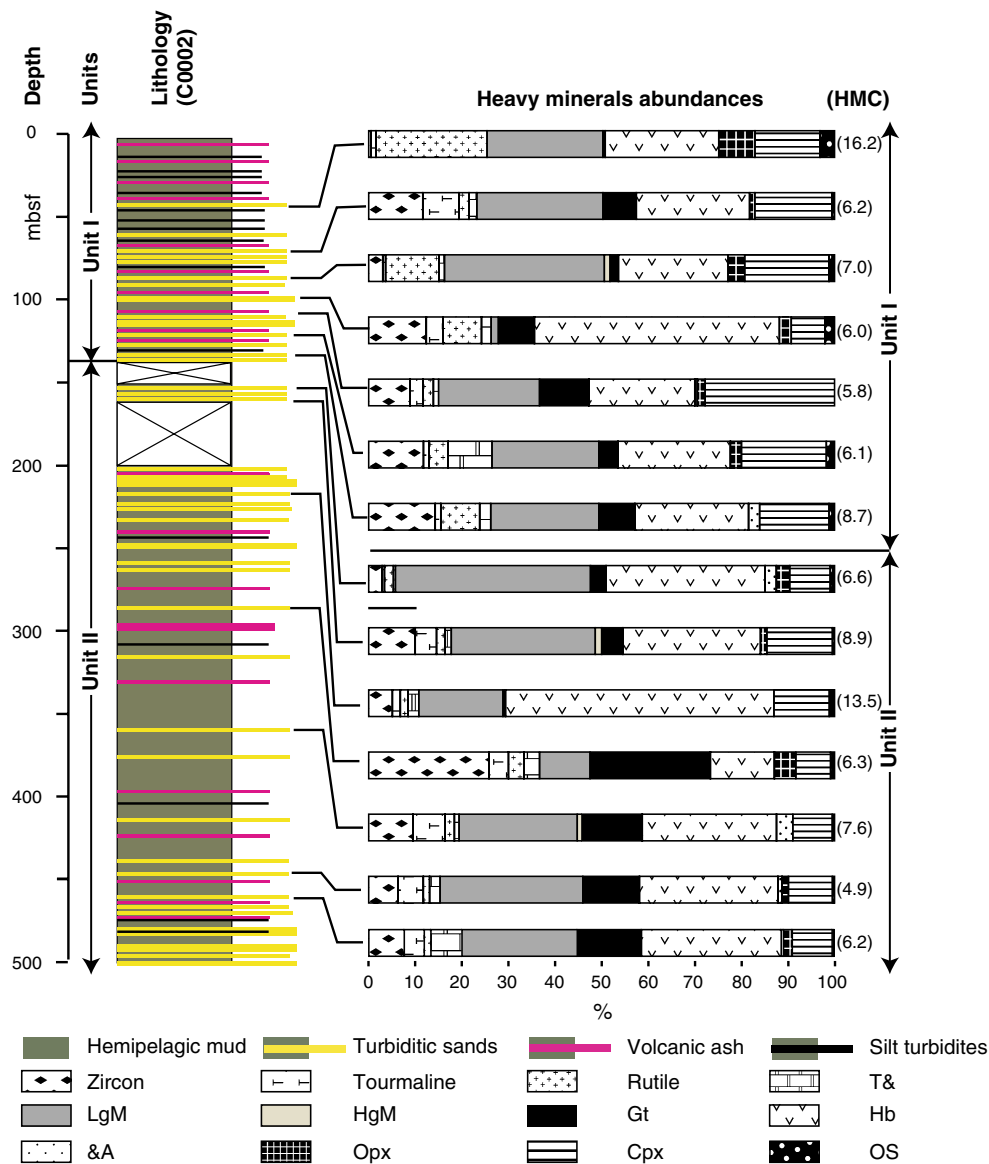 Depth
Units
Lithology
(C0002)
Heavy minerals abundances (HMC)
0
mbsf
100
200
300
400
500
Unit I
Unit II
(16.2)
(6.2)
(7.0)
(6.0)
(5.8)
(6.1)
(8.7)
(6.6)
(8.9)
(13.5)
(6.3)
(7.6)
(4.9)
(6.2)
Unit I
Unit II
0 10 20 30 40 50 60 70 80 90 100
%
Hemipelagic mud Turbiditic sands Volcanic ash Silt turbidites
Zircon Tourmaline Rutile T&
LgM HgM Gt Hb
&A Opx Cpx OS